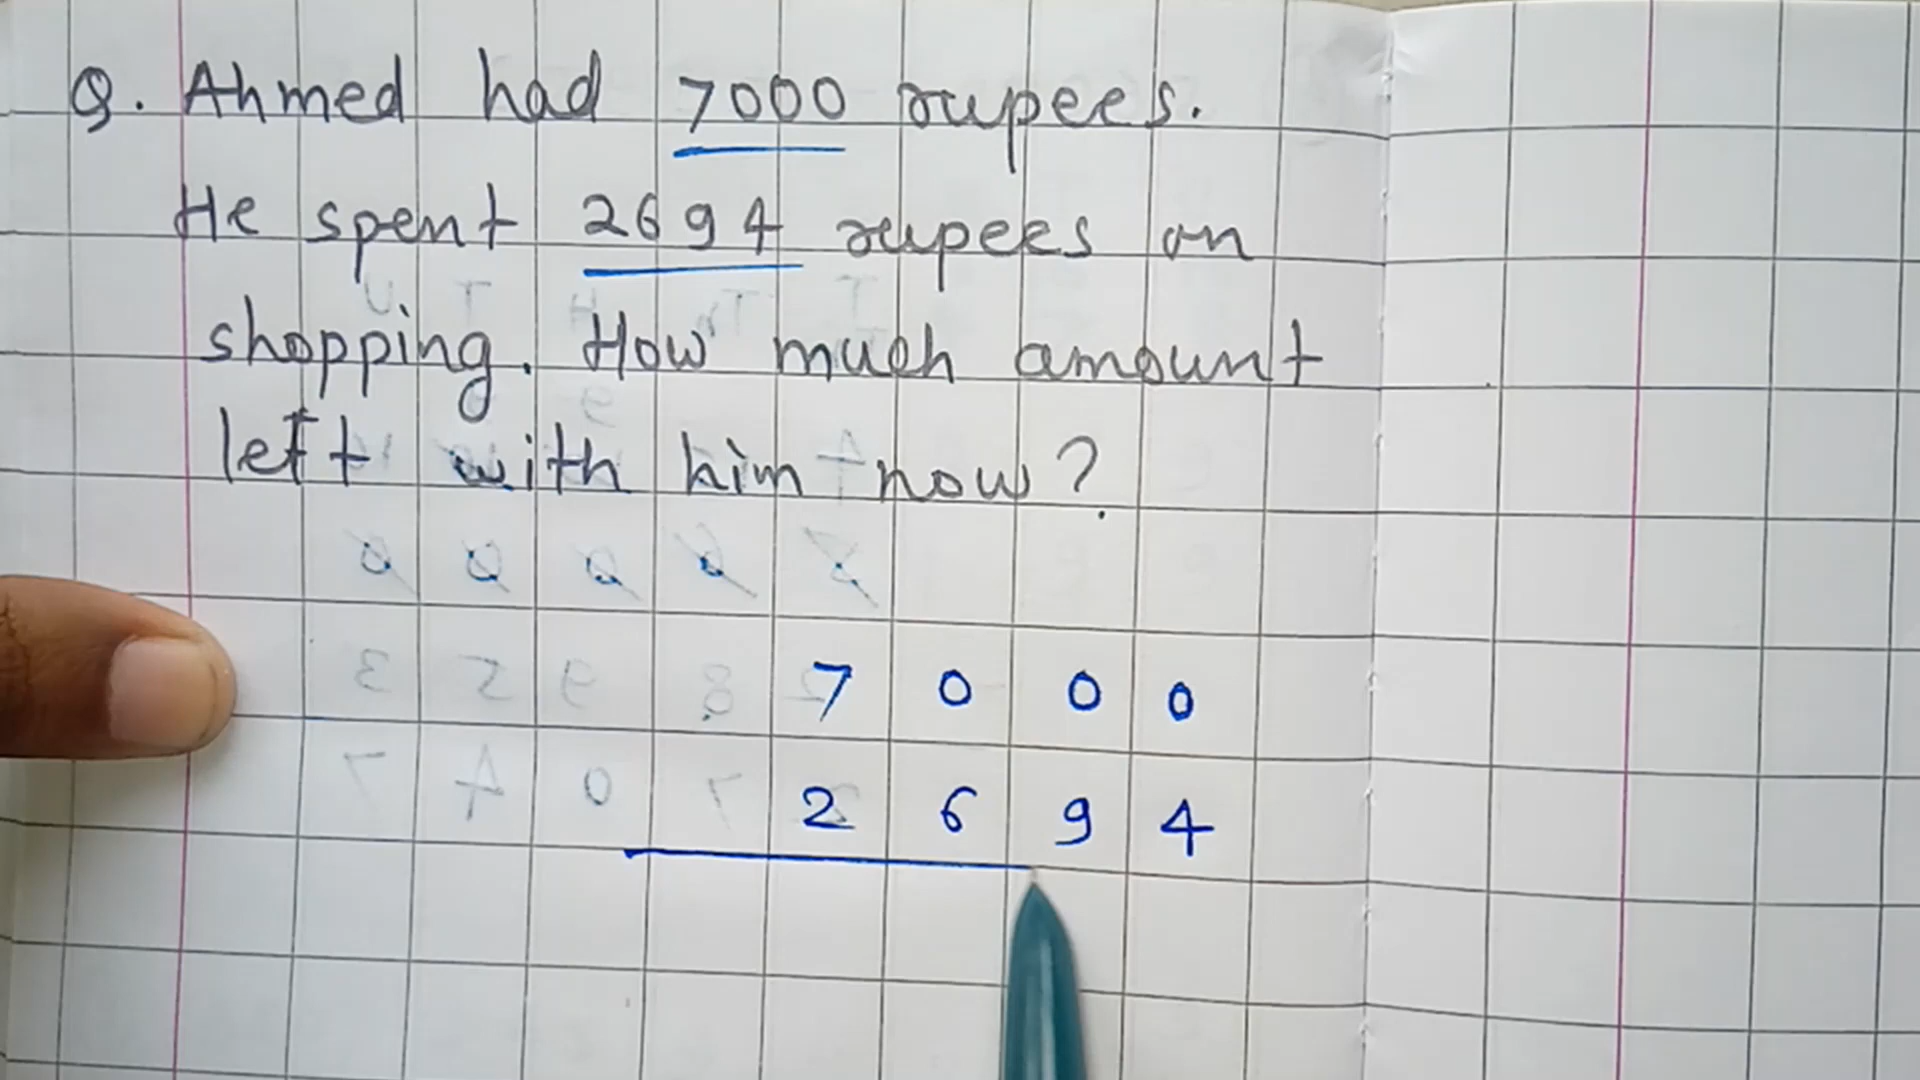 Q. Ahmed had 7000 rupees.
He spent 2694 rupees on
shopping. How much amount
left with him now?
7 0 0 0
2 6 9 4